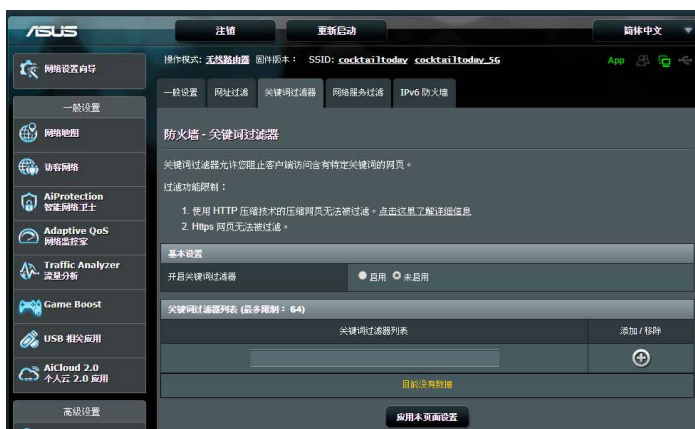 ASUS
注销
重新启动
简体中文
操作模式: 无线路由器 固件版本: SSID: cocktailtoday cocktailtoday_5G
App
网络设置向导
一般设置 网址过滤 关键词过滤器 网络服务过滤 IPv6 防火墙
一般设置
网络地图
访客网络
AiProtection
智能网络卫士
Adaptive QoS
网络监控家
Traffic Analyzer
流量分析
Game Boost
USB 相关应用
AiCloud 2.0
个人云 2.0 应用
高级设置
防火墙 - 关键词过滤器
关键词过滤器允许您阻止客户端访问含有特定关键词的网页。
过滤功能限制:
1. 使用 HTTP 压缩技术的压缩网页无法被过滤。点击这里了解详细信息
2. Https 网页无法被过滤。
基本设置
开启关键词过滤器 启用 未启用
关键词过滤器列表 (最多限制: 64)
关键词过滤器列表 添加 / 移除
目前没有数据
应用本页面设置